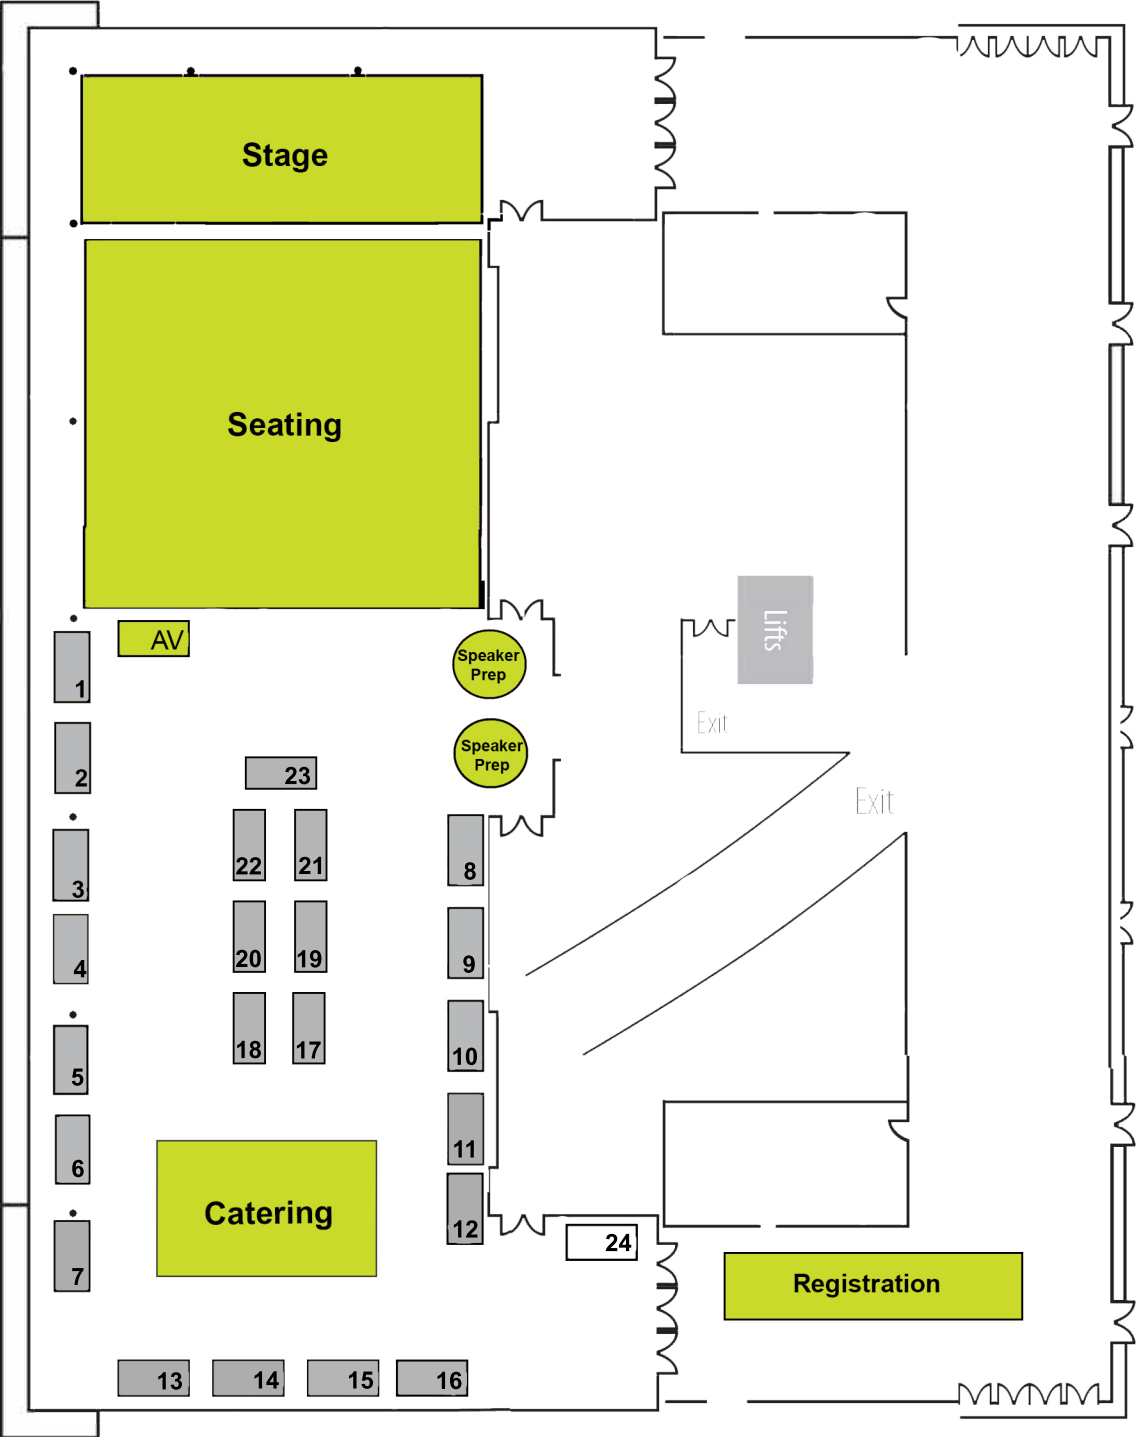 Stage
Seating
Lifts
AV
Speaker
Prep
1
Exit
Speaker
Prep
2
23
Exit
22
21
8
3
20
19
9
4
18
17
10
5
11
6
Catering
12
24
7
Registration
13
14
15
16